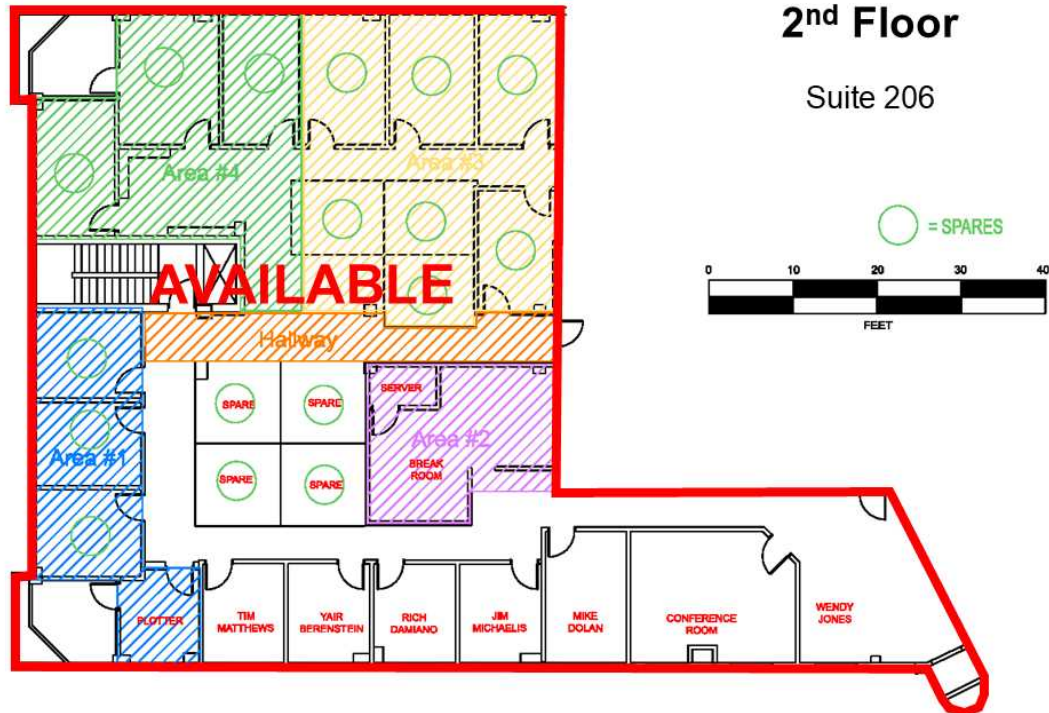 2nd Floor
Suite 206
= SPARES
0 10 20 30 40
FEET
Area #4
Area #3
AVAILABLE
Hallway
SERVER
SPARE
SPARE
Area #2
BREAK
ROOM
Area #1
SPARE
SPARE
PLOTTER
TIM
MATTHEWS
YAIR
BERENSTEIN
RICH
DAMIANO
JIM
MICHAELIS
MIKE
DOLAN
CONFERENCE
ROOM
WENDY
JONES